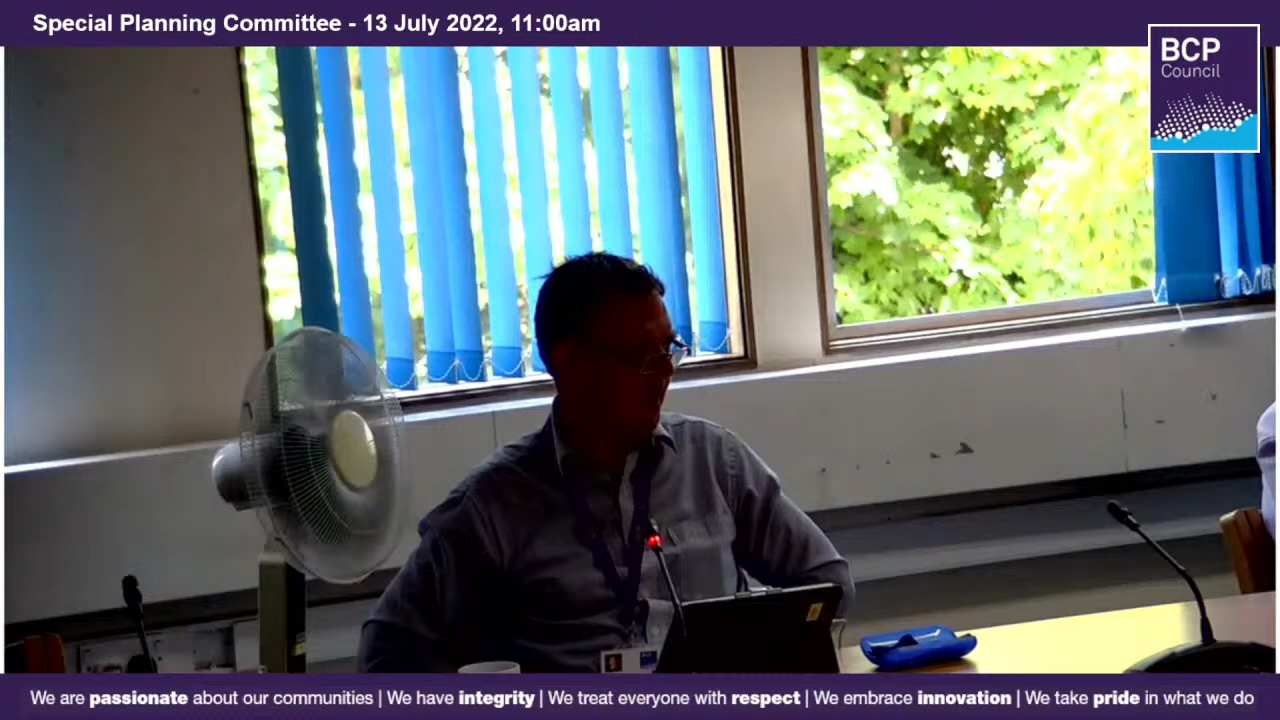 Special Planning Committee - 13 July 2022, 11:00am
BCP
Council
We are passionate about our communities | We have integrity | We treat everyone with respect | We embrace innovation | We take pride in what we do